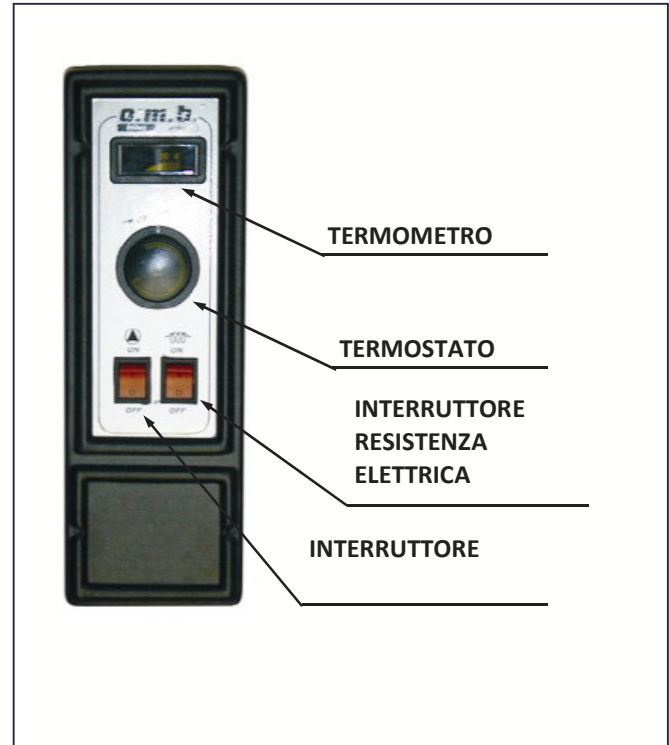 o.m.b.
TERMOMETRO
TERMOSTATO
ON ON
OFF OFF
INTERRUTTORE
RESISTENZA
ELETTRICA
INTERRUTTORE